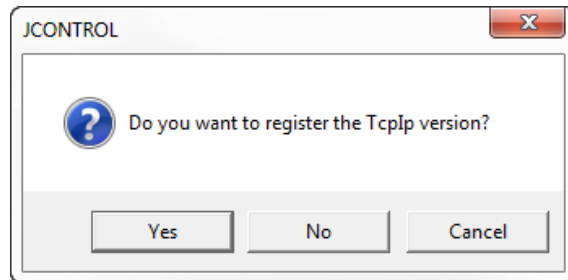 JCONTROL
Do you want to register the TcpIp version?
Yes No Cancel